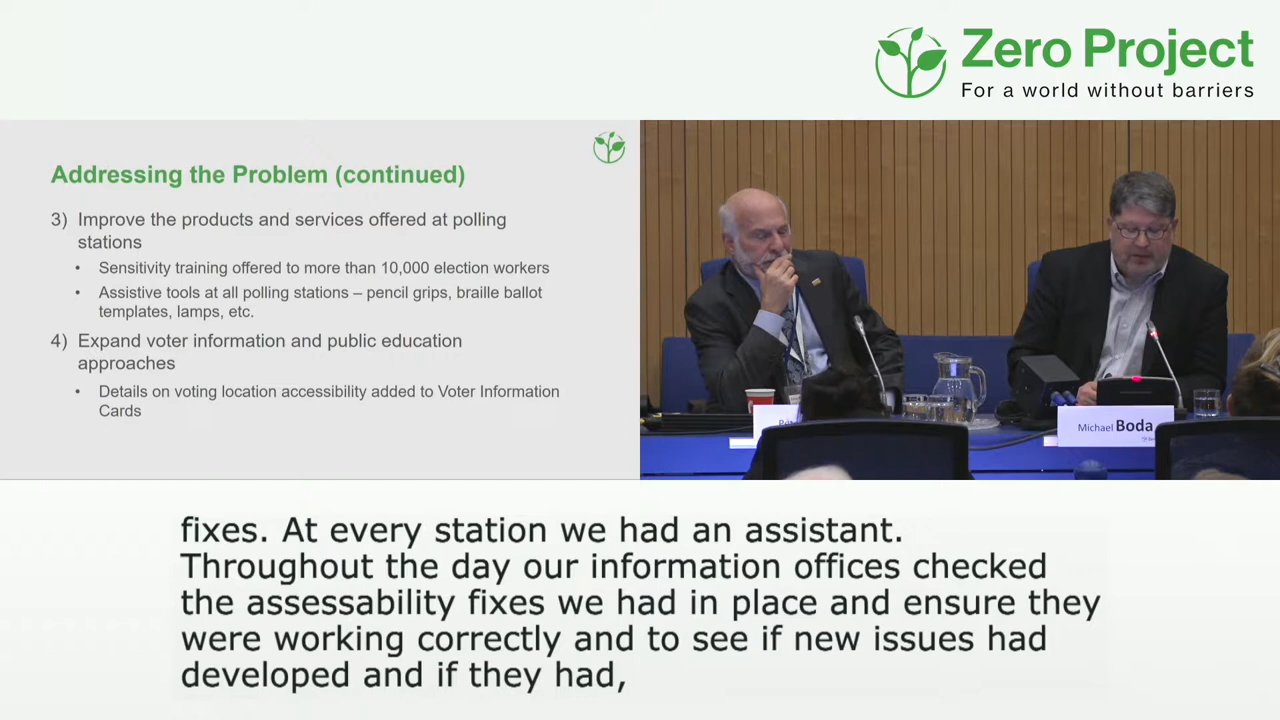 Zero Project
For a world without barriers
Addressing the Problem (continued)
3) Improve the products and services offered at polling
stations
• Sensitivity training offered to more than 10,000 election workers
• Assistive tools at all polling stations – pencil grips, braille ballot
templates, lamps, etc.
4) Expand voter information and public education
approaches
• Details on voting location accessibility added to Voter Information
Cards
Michael Boda
fixes. At every station we had an assistant.
Throughout the day our information offices checked
the assessability fixes we had in place and ensure they
were working correctly and to see if new issues had
developed and if they had,